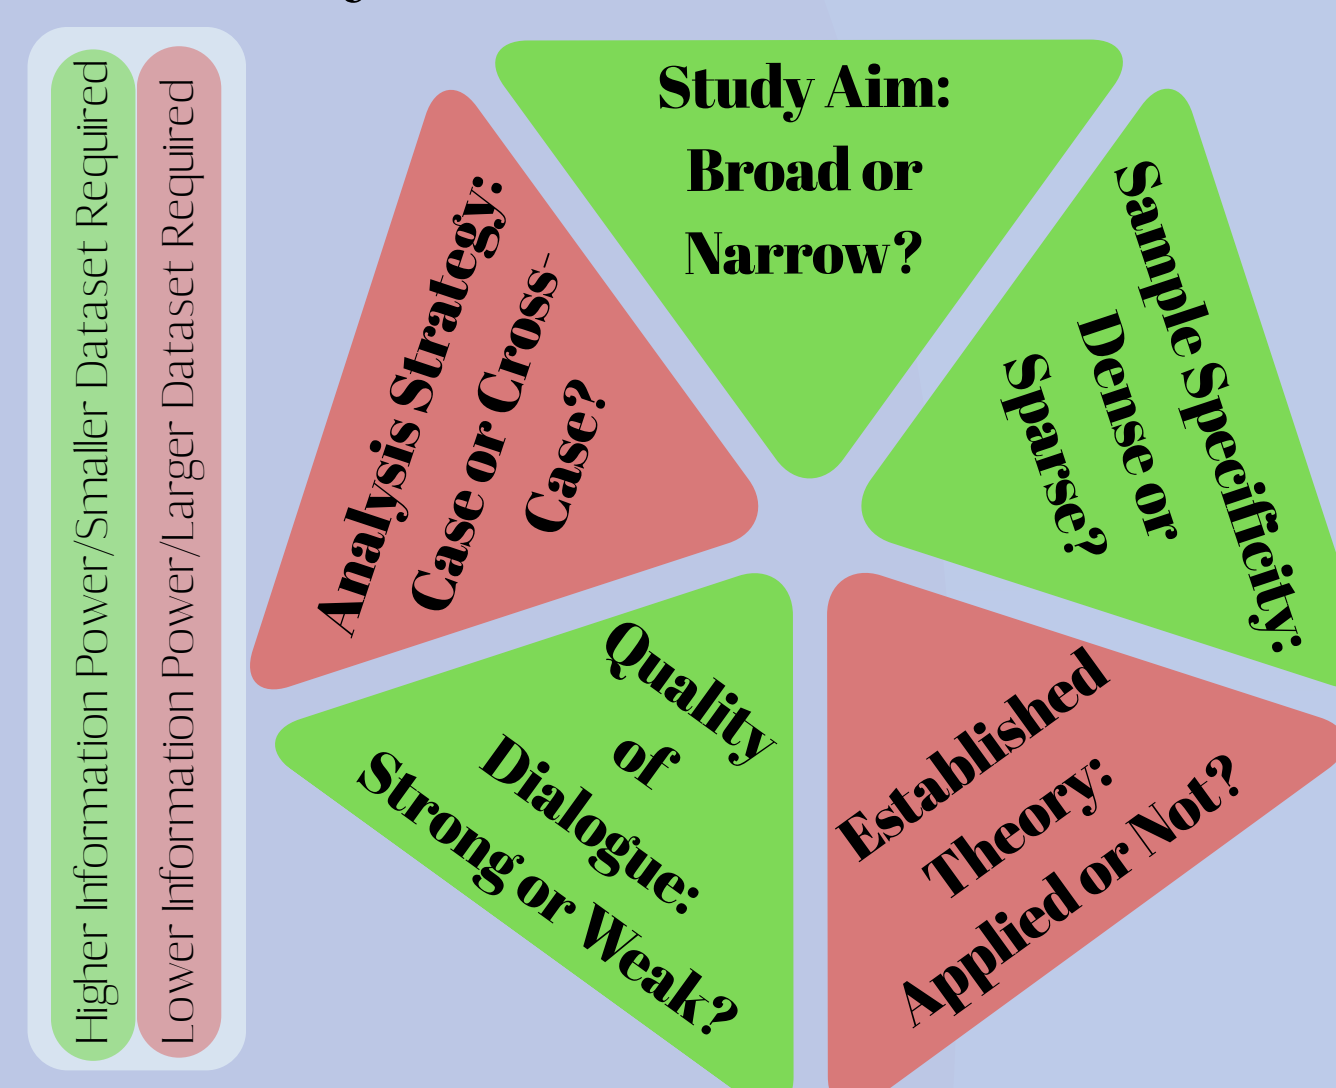 Higher Information Power/Smaller Dataset Required
Lower Information Power/Larger Dataset Required
Study Aim:
Broad or
Narrow?
Sample Specificity:
Dense or
Sparse?
Established
Theory:
Applied or Not?
Quality
of
Dialogue:
Strong or Weak?
Analysis Strategy:
Case or Cross-
Case?